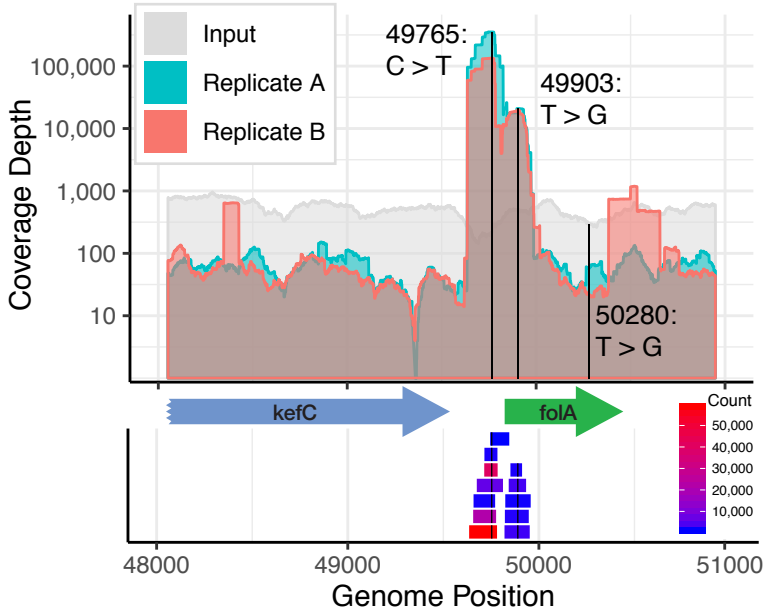 Input
Replicate A
Replicate B
49765:
C > T
49903:
T > G
50280:
T > G
Coverage Depth
100,000
10,000
1,000
100
10
kefC
folA
Count
50,000
40,000
30,000
20,000
10,000
48000
49000
50000
51000
Genome Position